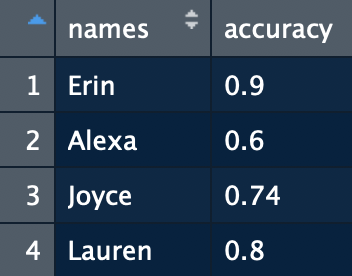 names accuracy
1 Erin 0.9
2 Alexa 0.6
3 Joyce 0.74
4 Lauren 0.8